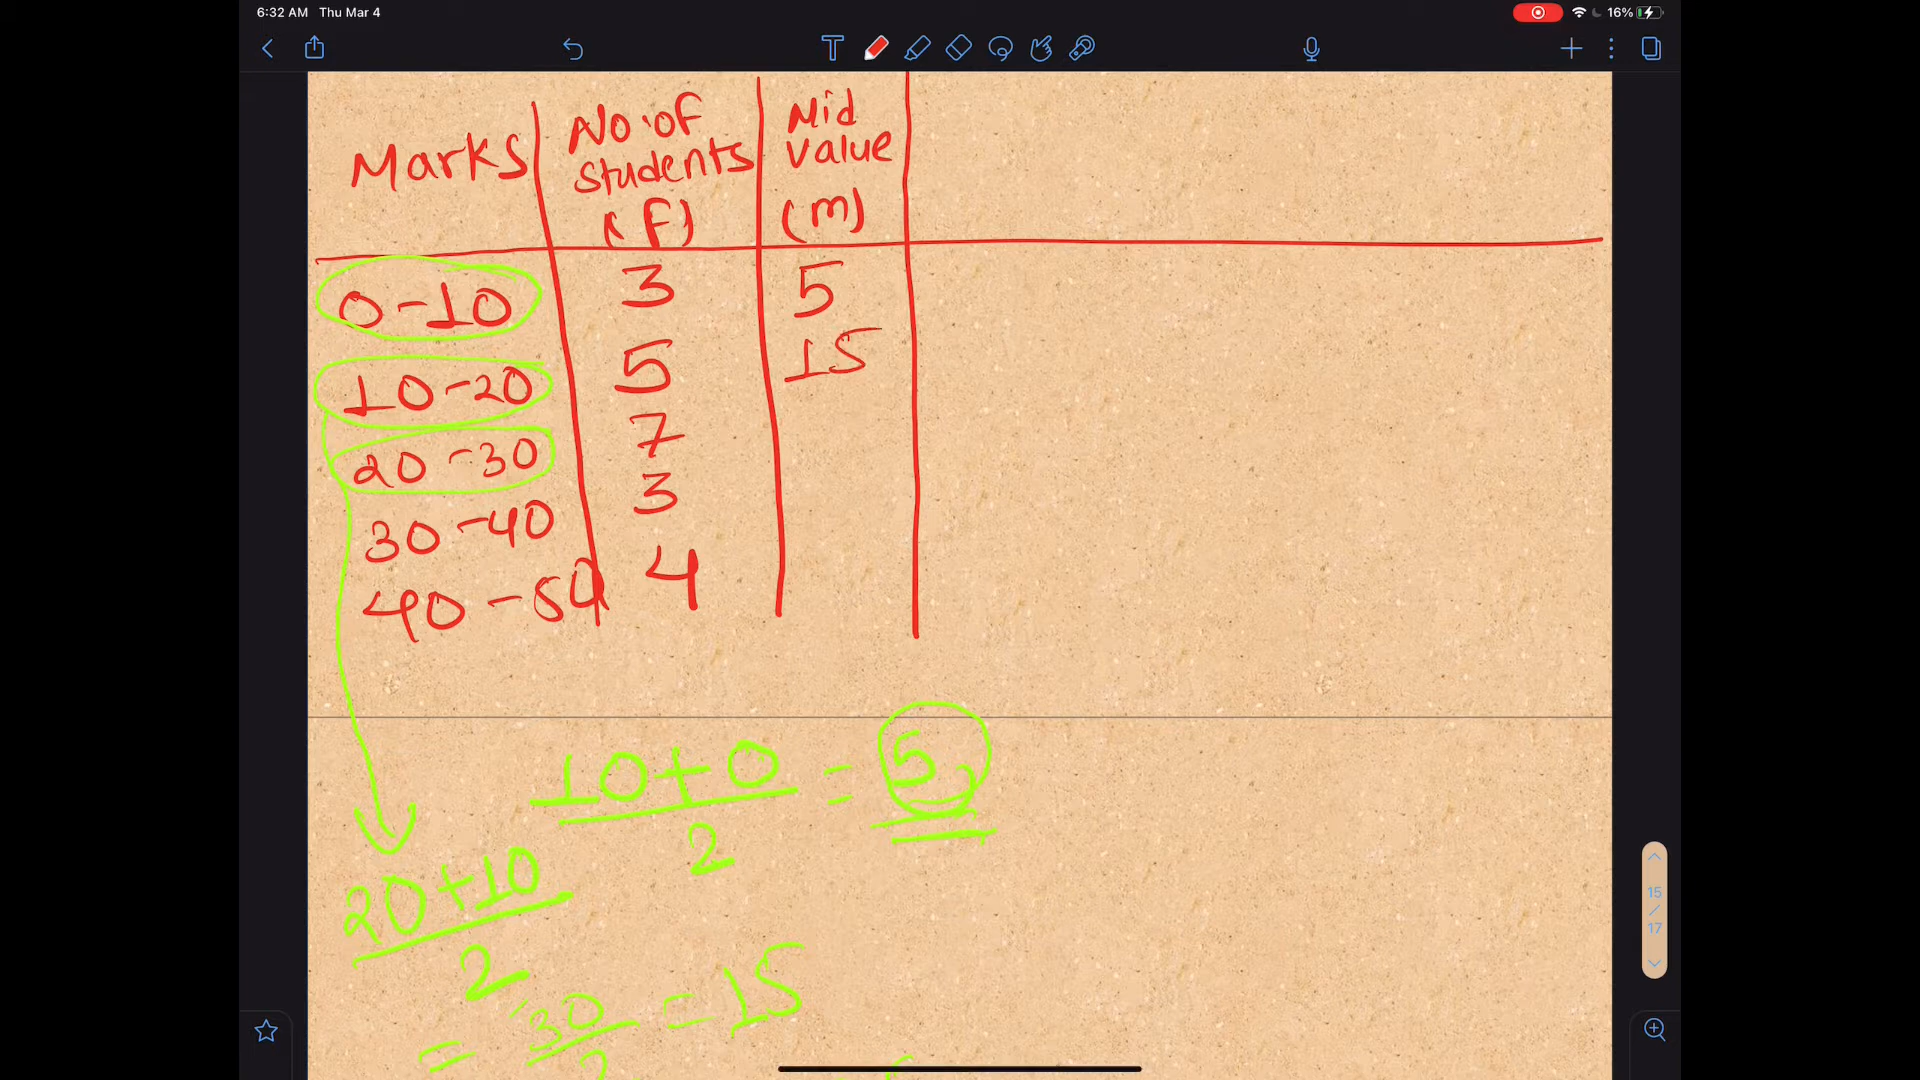 6:32 AM Thu Mar 4
16%
Marks
No. of students (f)
Mid value (m)
0-10 3 5
10-20 5 15
20-30 7
30-40 3
40-50 4
10+0 = 5
2
20+10
2
= 30 = 15
2
15
/
17